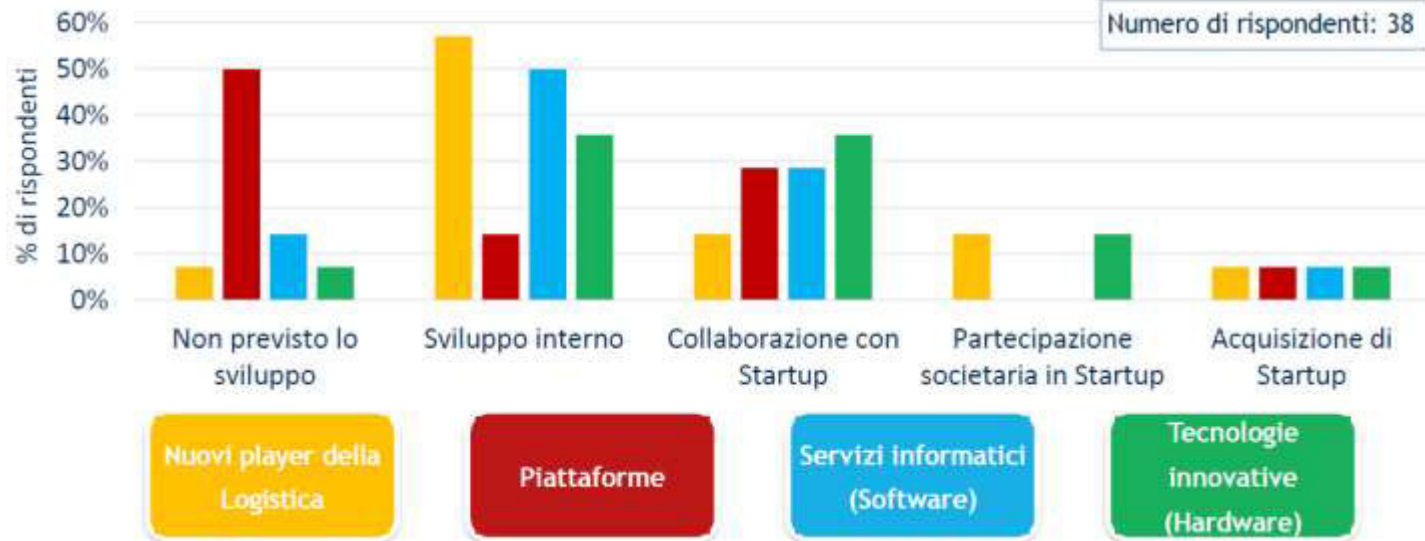 Numero di rispondenti: 38
% di rispondenti
60%
50%
40%
30%
20%
10%
0%
Non previsto lo
sviluppo
Sviluppo interno
Collaborazione con
Startup
Partecipazione
societaria in Startup
Acquisizione di
Startup
Nuovi player della
Logistica
Piattaforme
Servizi informatici
(Software)
Tecnologie
innovative
(Hardware)